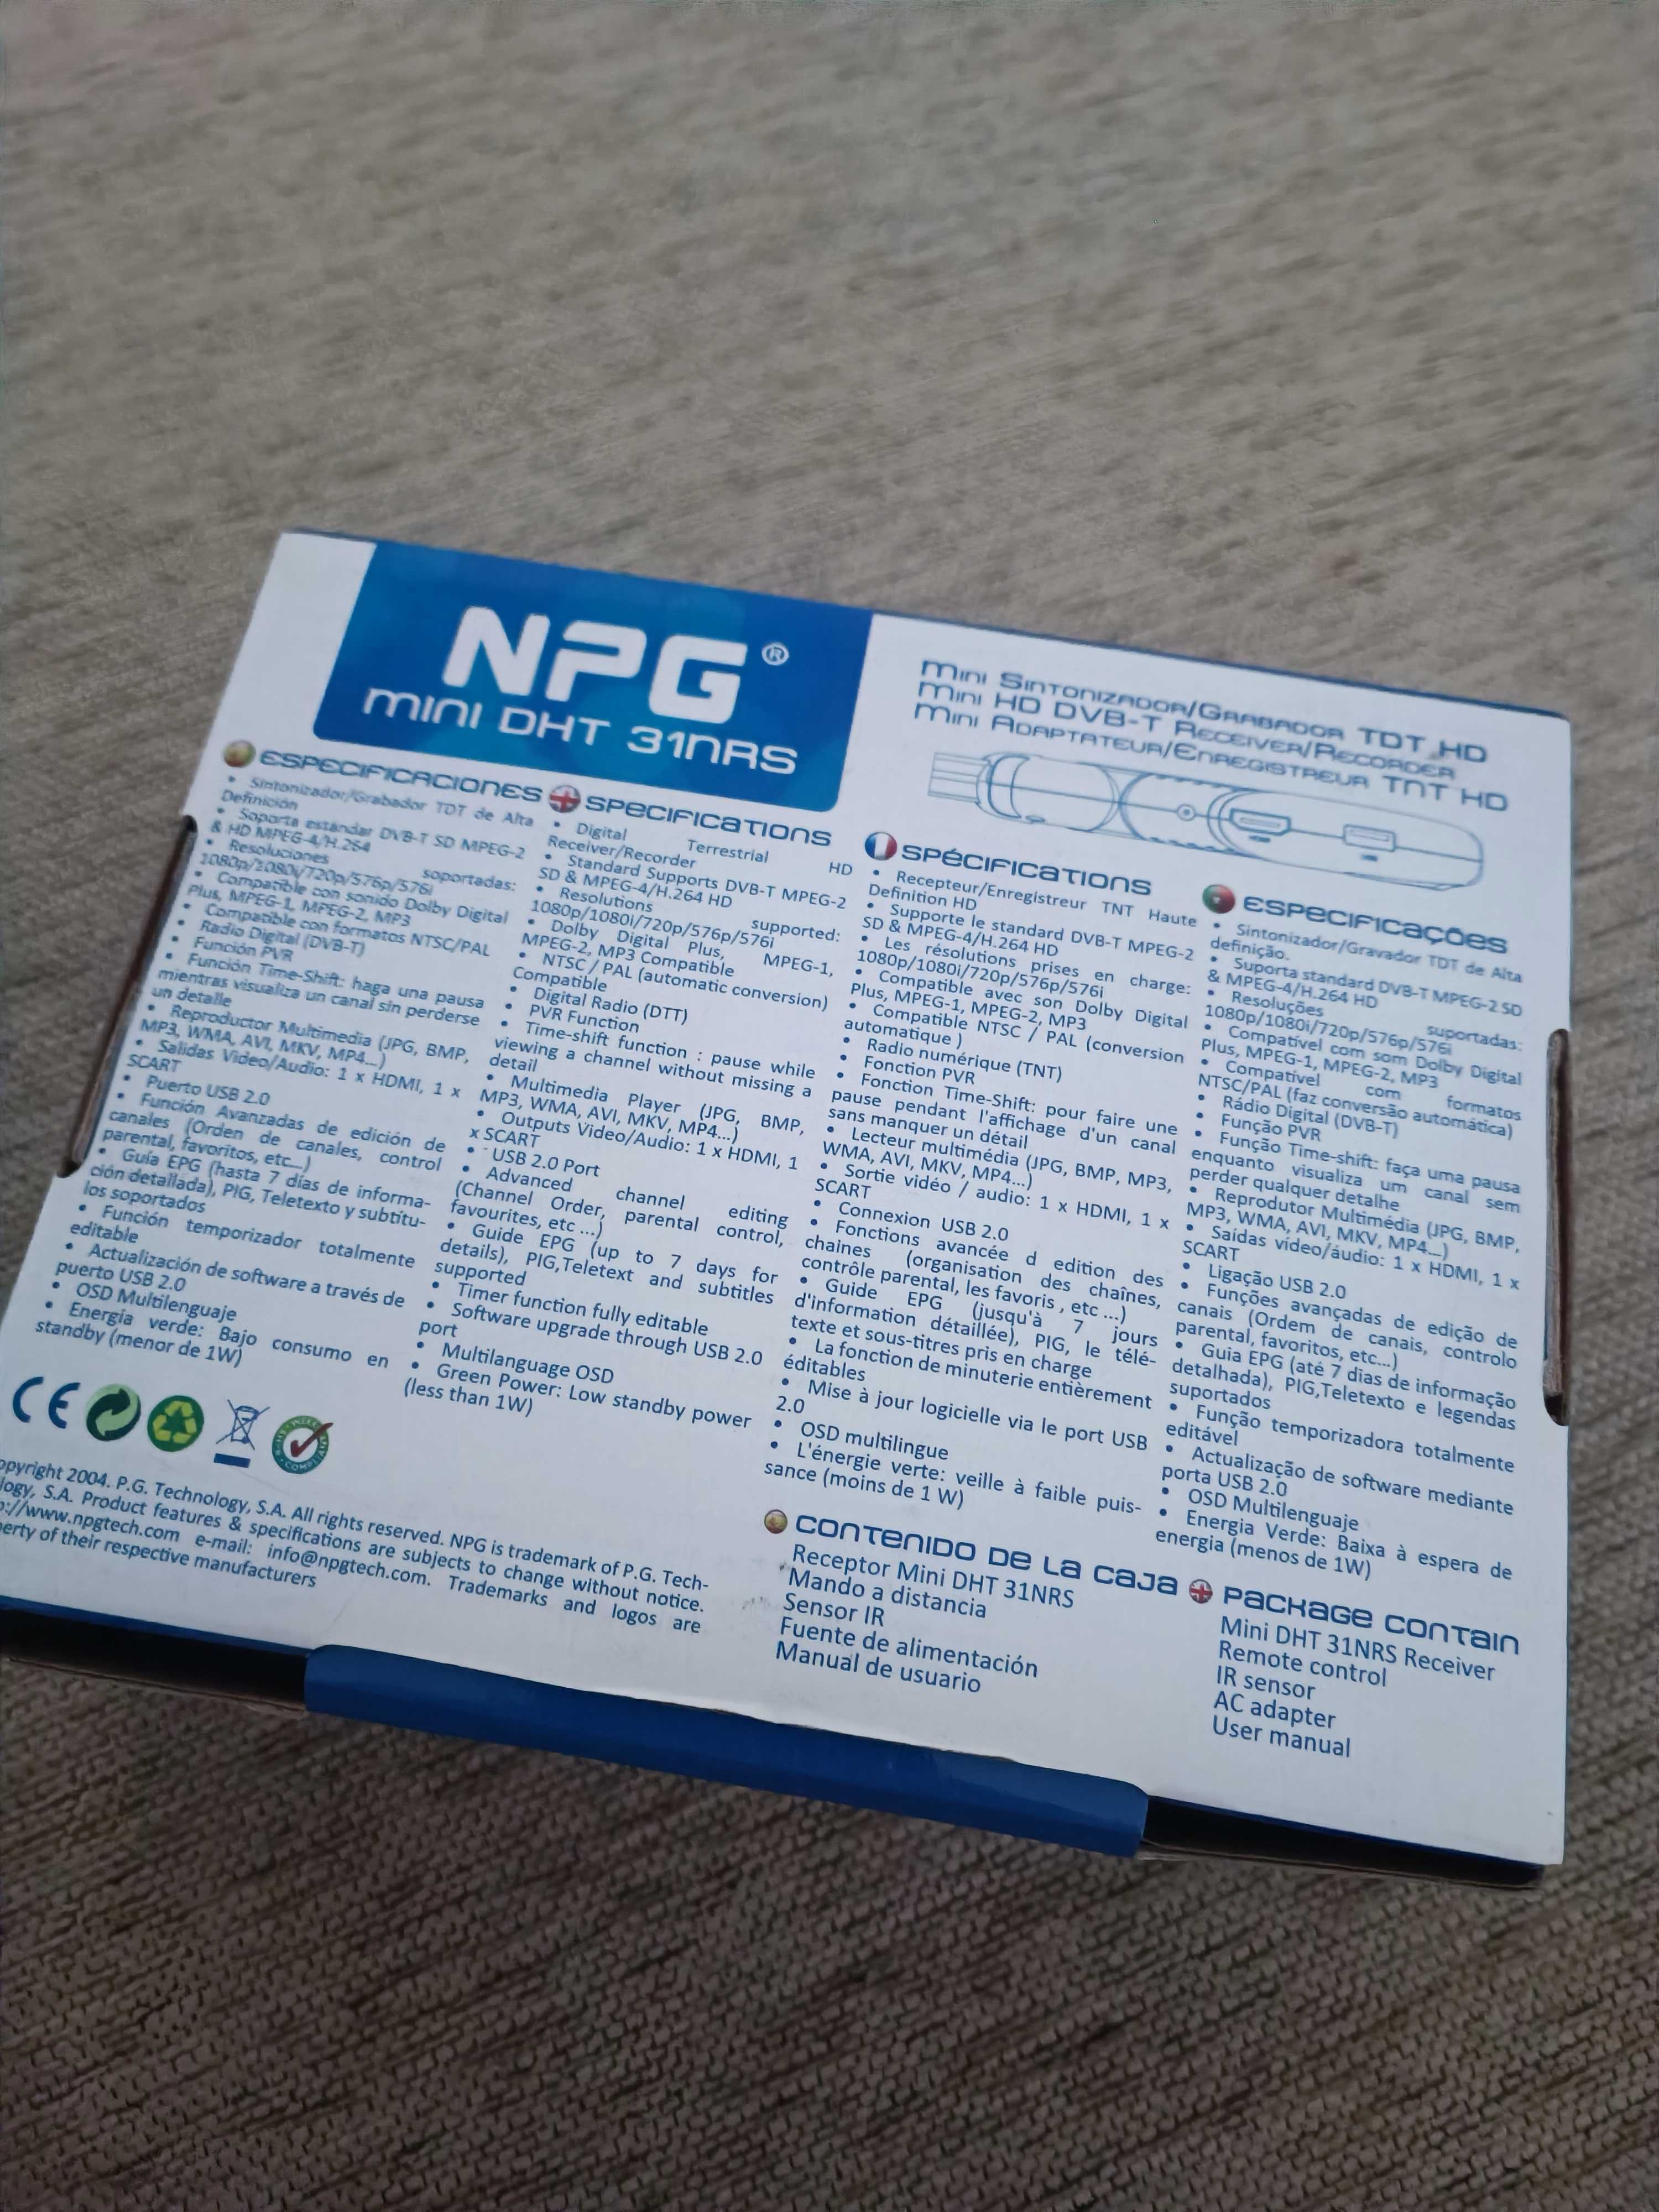 NPG®
mini DHT 31NRS
Mini Sintonizador/Grabador TDT HD
Mini HD DVB-T Receiver/Recorder
Mini Adaptateur/Enregistreur TNT HD
ESPECIFICACIONES
• Sintonizador/Grabador TDT de Alta
Definición
• Soporta estándar DVB-T SD MPEG-2
& HD MPEG-4/H.264
• Resoluciones soportadas:
1080p/1080i/720p/576p/576i
• Compatible con sonido Dolby Digital
Plus, MPEG-1, MPEG-2, MP3
• Compatible con formatos NTSC/PAL
• Radio Digital (DVB-T)
• Función PVR
• Función Time-Shift: haga una pausa
mientras visualiza un canal sin perderse
un detalle
• Reproductor Multimedia (JPG, BMP,
MP3, WMA, AVI, MKV, MP4...)
• Salidas Video/Audio: 1 x HDMI, 1 x
SCART
• Puerto USB 2.0
• Función Avanzadas de edición de
canales (Orden de canales, control
parental, favoritos, etc...)
• Guía EPG (hasta 7 días de informa-
ción detallada), PIG, Teletexto y subtítu-
los soportados
• Función temporizador totalmente
editable
• Actualización de software a través de
puerto USB 2.0
• OSD Multilenguaje
• Energía verde: Bajo consumo en
standby (menor de 1W)
SPECIFICATIONS
• Digital Terrestrial HD
Receiver/Recorder
• Standard Supports DVB-T MPEG-2
SD & MPEG-4/H.264 HD
• Resolutions supported:
1080p/1080i/720p/576p/576i
• Dolby Digital Plus, MPEG-1,
MPEG-2, MP3 Compatible
• NTSC / PAL (automatic conversion)
Compatible
• Digital Radio (DTT)
• PVR Function
• Time-shift function : pause while
viewing a channel without missing a
detail
• Multimedia Player (JPG, BMP,
MP3, WMA, AVI, MKV, MP4...)
• Outputs Video/Audio: 1 x HDMI, 1
x SCART
• USB 2.0 Port
• Advanced channel editing
(Channel Order, parental control,
favourites, etc ...)
• Guide EPG (up to 7 days for
details), PIG,Teletext and subtitles
supported
• Timer function fully editable
• Software upgrade through USB 2.0
port
• Multilanguage OSD
• Green Power: Low standby power
(less than 1W)
SPÉCIFICATIONS
• Recepteur/Enregistreur TNT Haute
Definition HD
• Supporte le standard DVB-T MPEG-2
SD & MPEG-4/H.264 HD
• Les résolutions prises en charge:
1080p/1080i/720p/576p/576i
• Compatible avec son Dolby Digital
Plus, MPEG-1, MPEG-2, MP3
• Compatible NTSC / PAL (conversion
automatique )
• Radio numérique (TNT)
• Fonction PVR
• Fonction Time-Shift: pour faire une
pause pendant l'affichage d'un canal
sans manquer un détail
• Lecteur multimédia (JPG, BMP, MP3,
WMA, AVI, MKV, MP4...)
• Sortie vidéo / audio: 1 x HDMI, 1 x
SCART
• Connexion USB 2.0
• Fonctions avancée d edition des
chaines (organisation des chaînes,
contrôle parental, les favoris , etc ...)
• Guide EPG (jusqu'à 7 jours
d'information détaillée), PIG, le télé-
texte et sous-titres pris en charge
• La fonction de minuterie entièrement
éditables
• Mise à jour logicielle via le port USB
2.0
• OSD multilingue
• L'énergie verte: veille à faible puis-
sance (moins de 1 W)
ESPECIFICAÇÕES
• Sintonizador/Gravador TDT de Alta
definição.
• Suporta standard DVB-T MPEG-2 SD
& MPEG-4/H.264 HD
• Resoluções suportadas:
1080p/1080i/720p/576p/576i
• Compatível com som Dolby Digital
Plus, MPEG-1, MPEG-2, MP3
• Compatível com formatos
NTSC/PAL (faz conversão automática)
• Rádio Digital (DVB-T)
• Função PVR
• Função Time-shift: faça uma pausa
enquanto visualiza um canal sem
perder qualquer detalhe
• Reprodutor Multimédia (JPG, BMP,
MP3, WMA, AVI, MKV, MP4...)
• Saídas vídeo/áudio: 1 x HDMI, 1 x
SCART
• Ligação USB 2.0
• Funções avançadas de edição de
canais (Ordem de canais, controlo
parental, favoritos, etc...)
• Guia EPG (até 7 dias de informação
detalhada), PIG,Teletexto e legendas
suportados
• Função temporizadora totalmente
editável
• Actualização de software mediante
porta USB 2.0
• OSD Multilenguaje
• Energia Verde: Baixa à espera de
energia (menos de 1W)
CE
opyright 2004. P.G. Technology, S.A. All rights reserved. NPG is trademark of P.G. Tech-
logy, S.A. Product features & specifications are subjects to change without notice.
p://www.npgtech.com e-mail: info@npgtech.com. Trademarks and logos are
erty of their respective manufacturers
CONTENIDO DE LA CAJA
Receptor Mini DHT 31NRS
Mando a distancia
Sensor IR
Fuente de alimentación
Manual de usuario
PACKAGE CONTAIN
Mini DHT 31NRS Receiver
Remote control
IR sensor
AC adapter
User manual